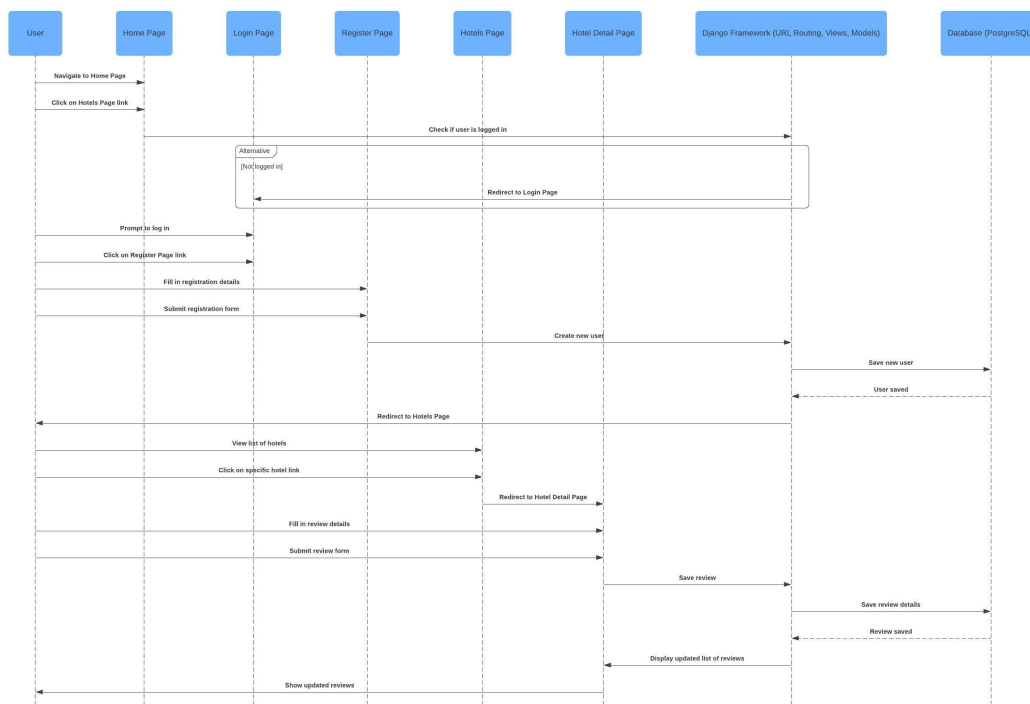 User
Home Page
Login Page
Register Page
Hotels Page
Hotel Detail Page
Django Framework (URL Routing, Views, Models)
Database (PostgreSQL
Navigate to Home Page
Click on Hotels Page link
Check if user is logged in
Alternative
[Not logged in]
Redirect to Login Page
Prompt to log in
Click on Register Page link
Fill in registration details
Submit registration form
Create new user
Save new user
User saved
Redirect to Hotels Page
View list of hotels
Click on specific hotel link
Redirect to Hotel Detail Page
Fill in review details
Submit review form
Save review
Save review details
Review saved
Display updated list of reviews
Show updated reviews